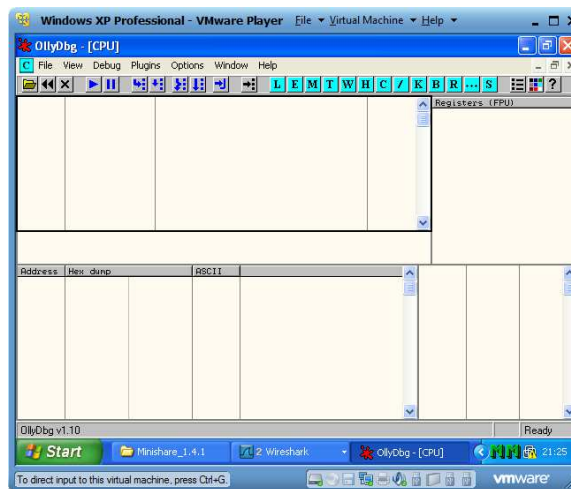 Windows XP Professional - VMware Player File Virtual Machine Help
OllyDbg - [CPU]
C File View Debug Plugins Options Window Help
L E M T W H C / K B R ... S ?
Registers (FPU)
Address Hex dump ASCII
OllyDbg v1.10 Ready
Start Minishare_1.4.1 2 Wireshark OllyDbg - [CPU] 21:25
To direct input to this virtual machine, press Ctrl+G. vmware